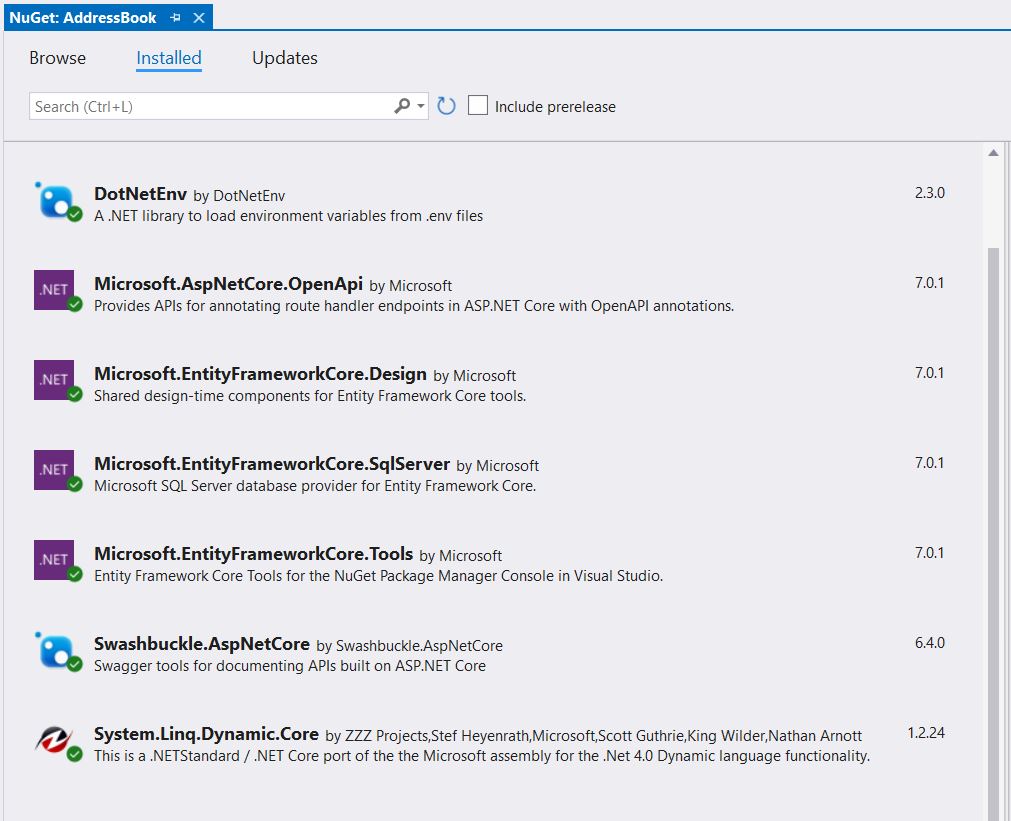 NuGet: AddressBook
Browse Installed Updates
Search (Ctrl+L) Include prerelease
DotNetEnv by DotNetEnv 2.3.0
A .NET library to load environment variables from .env files
.NET Microsoft.AspNetCore.OpenApi by Microsoft 7.0.1
Provides APIs for annotating route handler endpoints in ASP.NET Core with OpenAPI annotations.
.NET Microsoft.EntityFrameworkCore.Design by Microsoft 7.0.1
Shared design-time components for Entity Framework Core tools.
.NET Microsoft.EntityFrameworkCore.SqlServer by Microsoft 7.0.1
Microsoft SQL Server database provider for Entity Framework Core.
.NET Microsoft.EntityFrameworkCore.Tools by Microsoft 7.0.1
Entity Framework Core Tools for the NuGet Package Manager Console in Visual Studio.
Swashbuckle.AspNetCore by Swashbuckle.AspNetCore 6.4.0
Swagger tools for documenting APIs built on ASP.NET Core
System.Linq.Dynamic.Core by ZZZ Projects,Stef Heyenrath,Microsoft,Scott Guthrie,King Wilder,Nathan Arnott 1.2.24
This is a .NETStandard / .NET Core port of the the Microsoft assembly for the .Net 4.0 Dynamic language functionality.